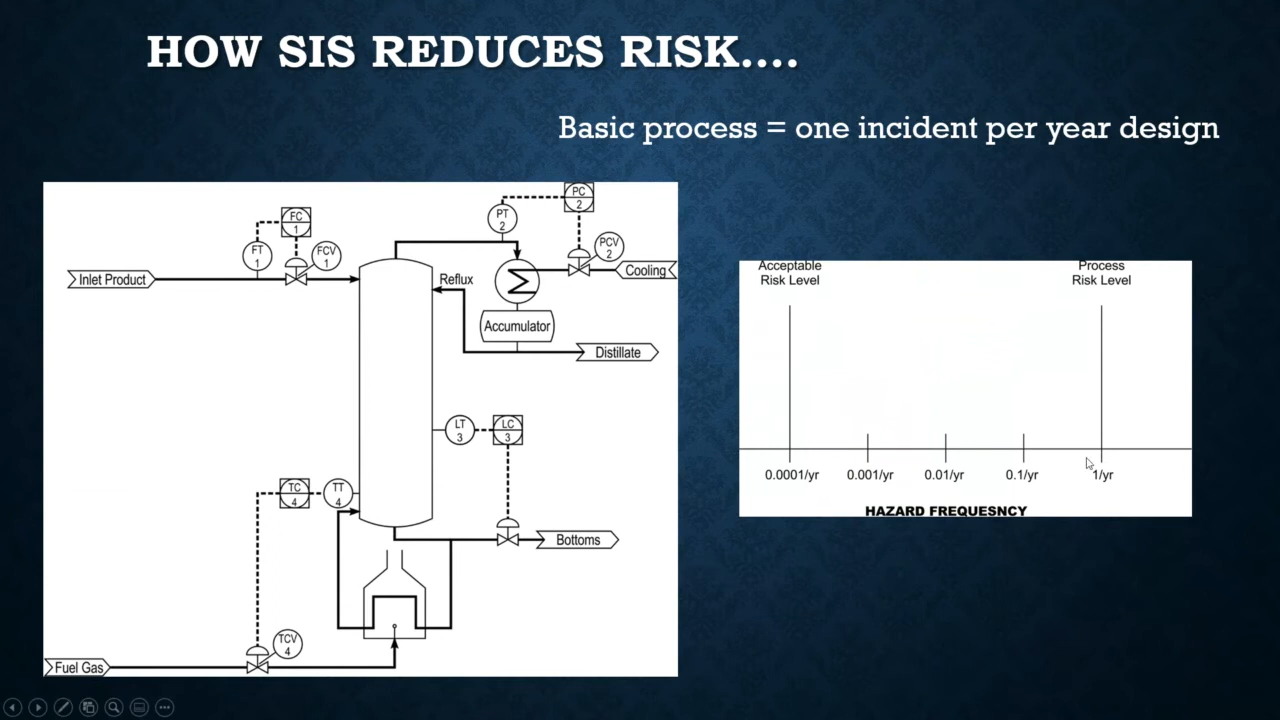 HOW SIS REDUCES RISK....
Basic process = one incident per year design
PC
2
PT
2
FC
1
PCV
2
FT
1
FCV
1
Inlet Product
Cooling
Reflux
Accumulator
Distillate
LT
3
LC
3
TC
4
TT
4
Bottoms
TCV
4
Fuel Gas
Acceptable
Risk Level
Process
Risk Level
0.0001/yr
0.001/yr
0.01/yr
0.1/yr
1/yr
HAZARD FREQUESNCY